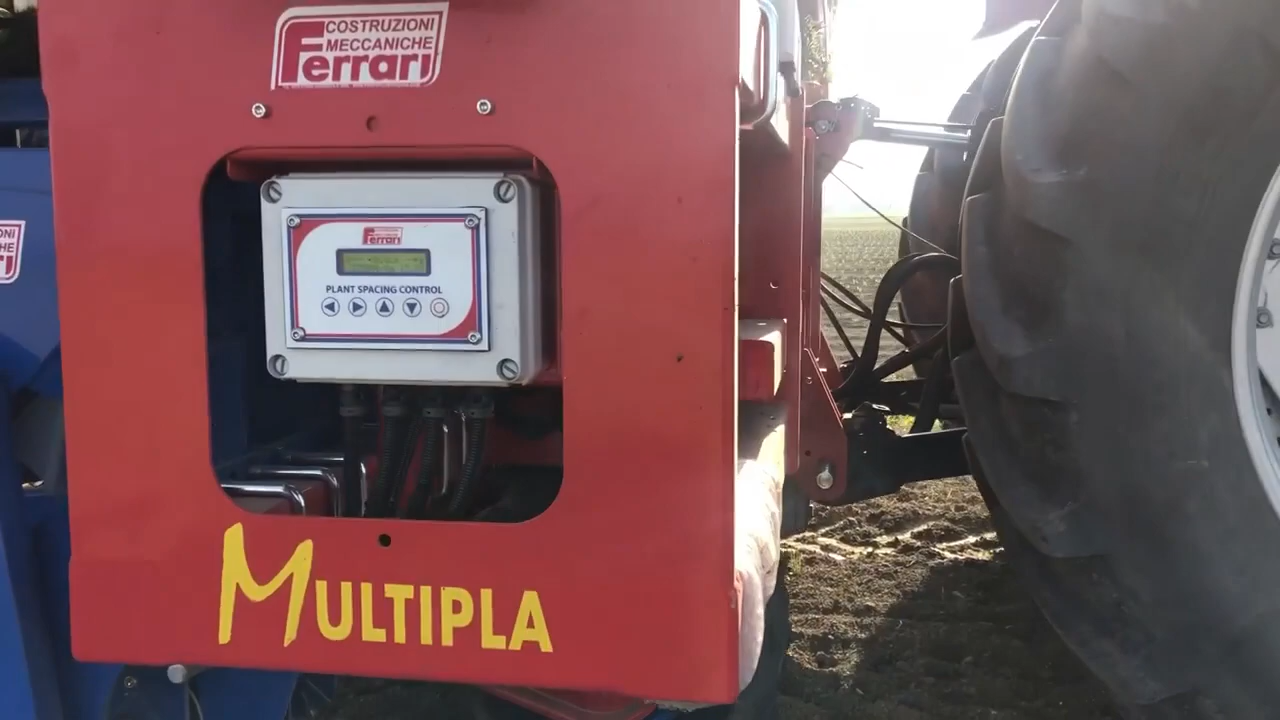 COSTRUZIONI
MECCANICHE
Ferrari
Ferrari
PLANT SPACING CONTROL
MULTIPLA